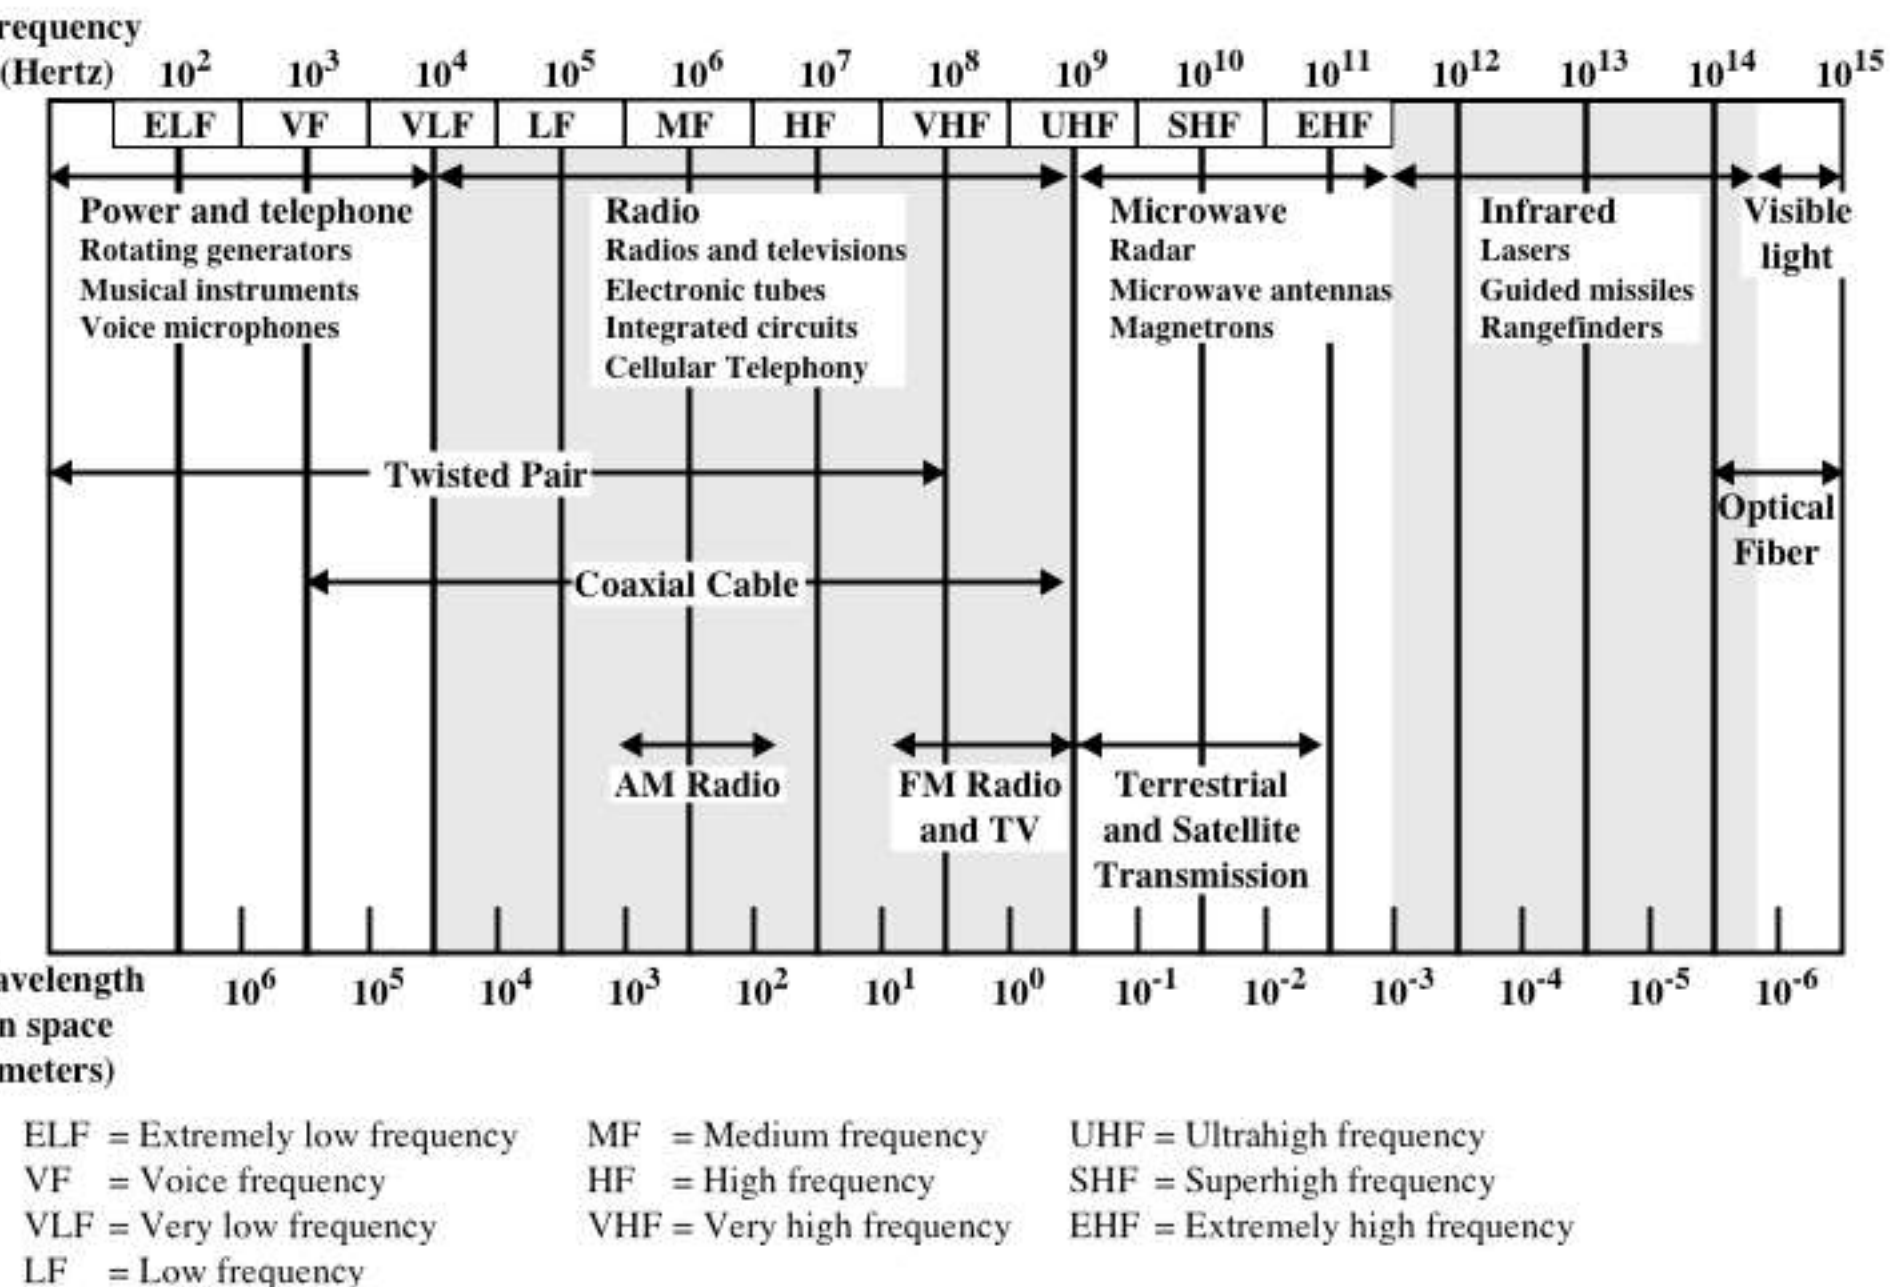 requency
(Hertz) 10² 10³ 10⁴ 10⁵ 10⁶ 10⁷ 10⁸ 10⁹ 10¹⁰ 10¹¹ 10¹² 10¹³ 10¹⁴ 10¹⁵
ELF VF VLF LF MF HF VHF UHF SHF EHF
Power and telephone
Rotating generators
Musical instruments
Voice microphones
Radio
Radios and televisions
Electronic tubes
Integrated circuits
Cellular Telephony
Microwave
Radar
Microwave antennas
Magnetrons
Infrared
Lasers
Guided missiles
Rangefinders
Visible
light
Twisted Pair
Optical
Fiber
Coaxial Cable
AM Radio
FM Radio
and TV
Terrestrial
and Satellite
Transmission
avelength
n space
meters)
10⁶ 10⁵ 10⁴ 10³ 10² 10¹ 10⁰ 10⁻¹ 10⁻² 10⁻³ 10⁻⁴ 10⁻⁵ 10⁻⁶
ELF = Extremely low frequency
VF = Voice frequency
VLF = Very low frequency
LF = Low frequency
MF = Medium frequency
HF = High frequency
VHF = Very high frequency
UHF = Ultrahigh frequency
SHF = Superhigh frequency
EHF = Extremely high frequency